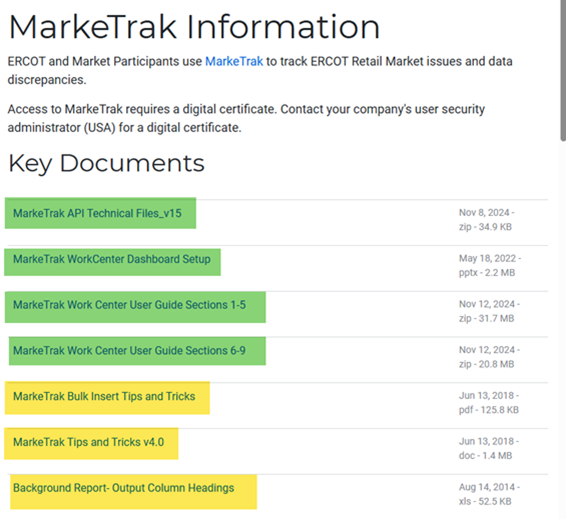 MarkeTrak Information
ERCOT and Market Participants use MarkeTrak to track ERCOT Retail Market issues and data
discrepancies.
Access to MarkeTrak requires a digital certificate. Contact your company's user security
administrator (USA) for a digital certificate.
Key Documents
MarkeTrak API Technical Files_v15
Nov 8, 2024 -
zip - 34.9 KB
MarkeTrak WorkCenter Dashboard Setup
May 18, 2022 -
pptx - 2.2 MB
MarkeTrak Work Center User Guide Sections 1-5
Nov 12, 2024 -
zip - 31.7 MB
MarkeTrak Work Center User Guide Sections 6-9
Nov 12, 2024 -
zip - 20.8 MB
MarkeTrak Bulk Insert Tips and Tricks
Jun 13, 2018 -
pdf - 125.8 KB
MarkeTrak Tips and Tricks v4.0
Jun 13, 2018 -
doc - 1.4 MB
Background Report- Output Column Headings
Aug 14, 2014 -
xls - 52.5 KB